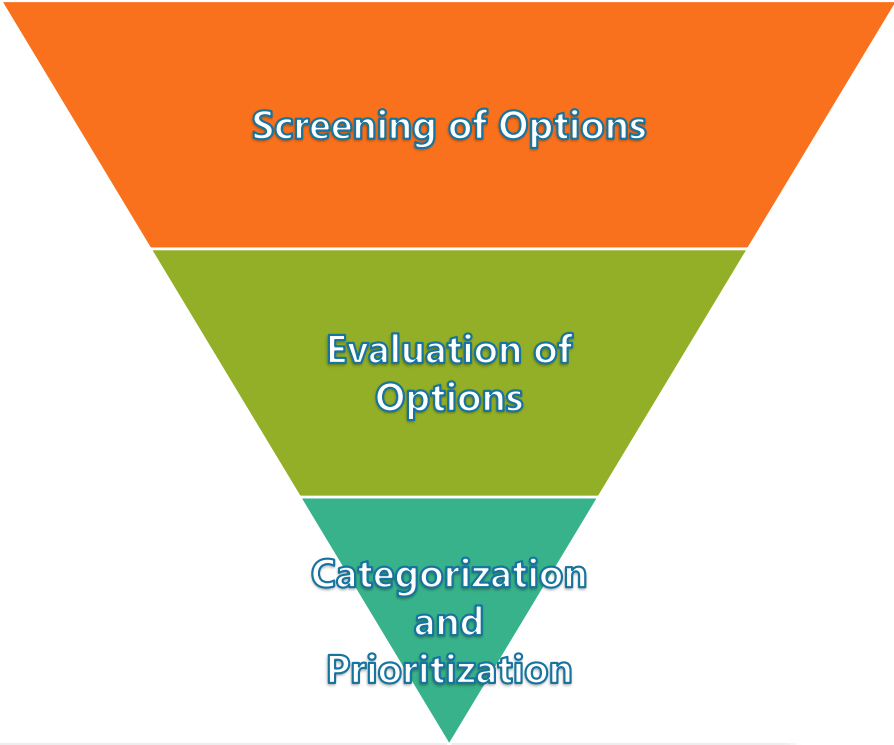 Screening of Options
Evaluation of
Options
Categorization
and
Prioritization